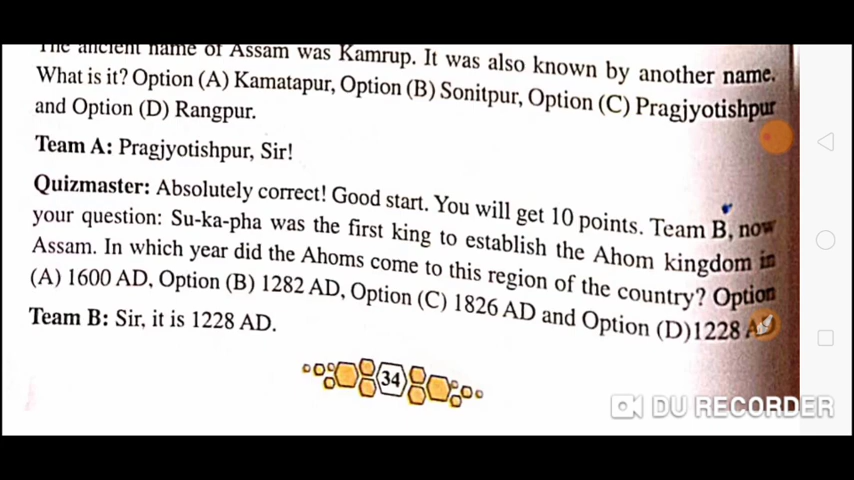 The ancient name of Assam was Kamrup. It was also known by another name.
What is it? Option (A) Kamatapur, Option (B) Sonitpur, Option (C) Pragjyotishpur
and Option (D) Rangpur.
Team A: Pragjyotishpur, Sir!
Quizmaster: Absolutely correct! Good start. You will get 10 points. Team B, now
your question: Su-ka-pha was the first king to establish the Ahom kingdom in
Assam. In which year did the Ahoms come to this region of the country? Option
(A) 1600 AD, Option (B) 1282 AD, Option (C) 1826 AD and Option (D)1228 AD
Team B: Sir, it is 1228 AD.
34
DU RECORDER